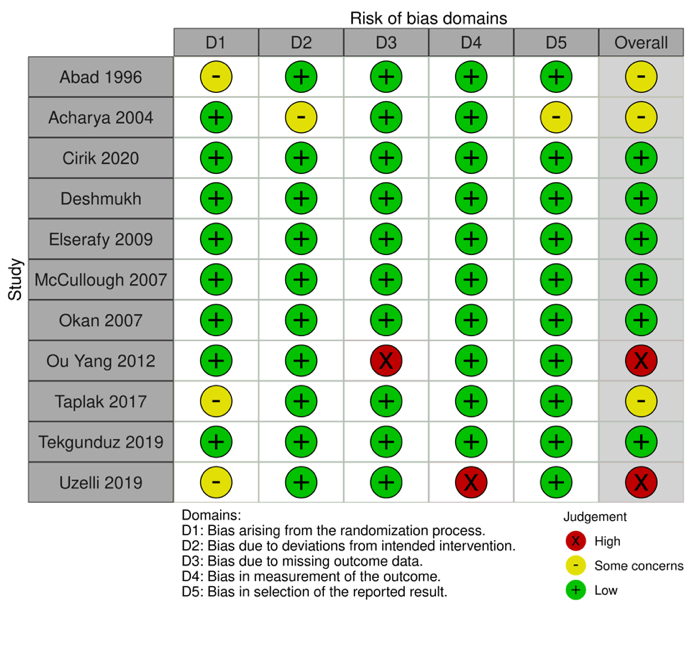 Risk of bias domains
D1 D2 D3 D4 D5 Overall
Study
Abad 1996 - + + + + -
Acharya 2004 + - + + - -
Cirik 2020 + + + + + +
Deshmukh + + + + + +
Elserafy 2009 + + + + + +
McCullough 2007 + + + + + +
Okan 2007 + + + + + +
Ou Yang 2012 + + X + + X
Taplak 2017 - + + + + -
Tekgunduz 2019 + + + + + +
Uzelli 2019 - + + X + X
Domains:
D1: Bias arising from the randomization process.
D2: Bias due to deviations from intended intervention.
D3: Bias due to missing outcome data.
D4: Bias in measurement of the outcome.
D5: Bias in selection of the reported result.
Judgement
X High
- Some concerns
+ Low